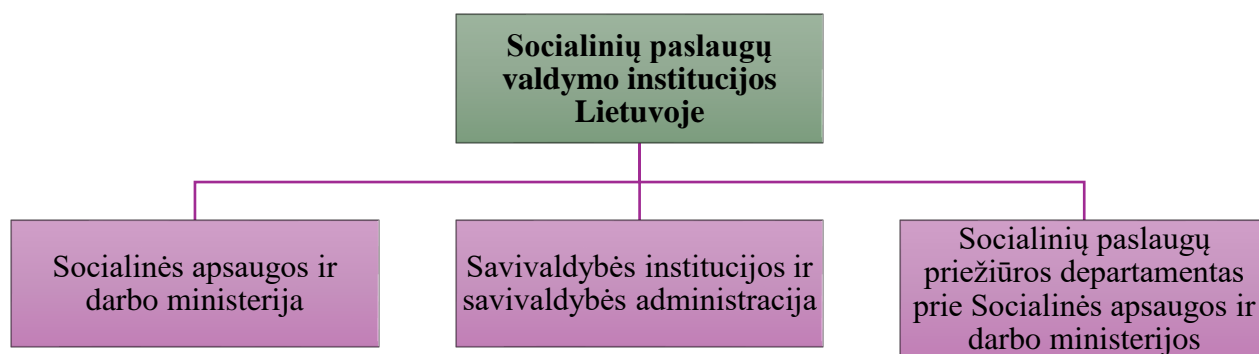 Socialinių paslaugų
valdymo institucijos
Lietuvoje
Socialinės apsaugos ir
darbo ministerija
Savivaldybės institucijos ir
savivaldybės administracija
Socialinių paslaugų
priežiūros departamentas
prie Socialinės apsaugos ir
darbo ministerijos